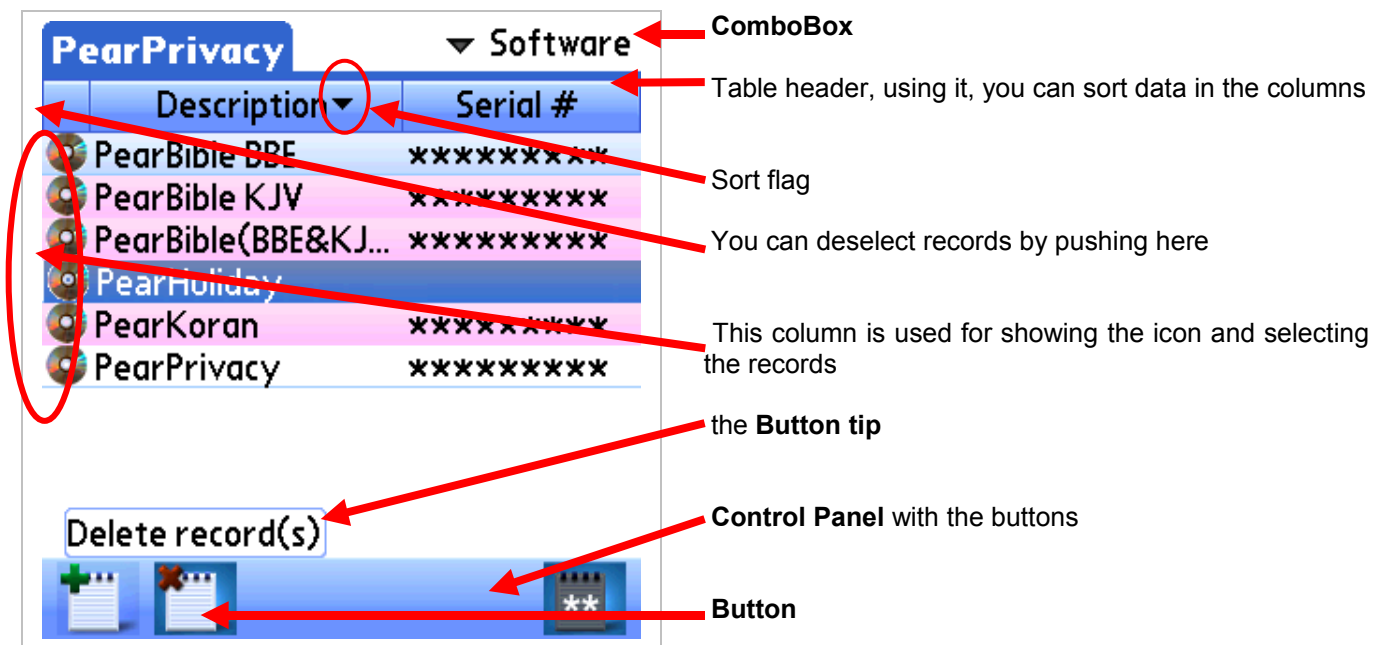 PearPrivacy
Software
Description
Serial #
PearBible BBE *********
PearBible KJV *********
PearBible(BBE&KJ... *********
PearHoliday
PearKoran *********
PearPrivacy *********
Delete record(s)
**
ComboBox
Table header, using it, you can sort data in the columns
Sort flag
You can deselect records by pushing here
This column is used for showing the icon and selecting
the records
the Button tip
Control Panel with the buttons
Button